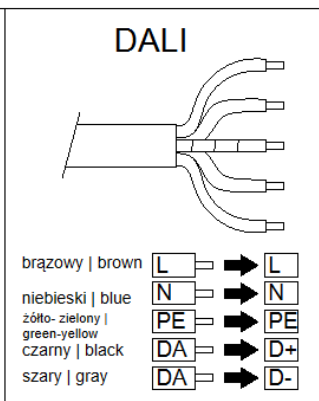 DALI
brązowy | brown L L
niebieski | blue N N
żółto- zielony |
green-yellow PE PE
czarny | black DA D+
szary | gray DA D-